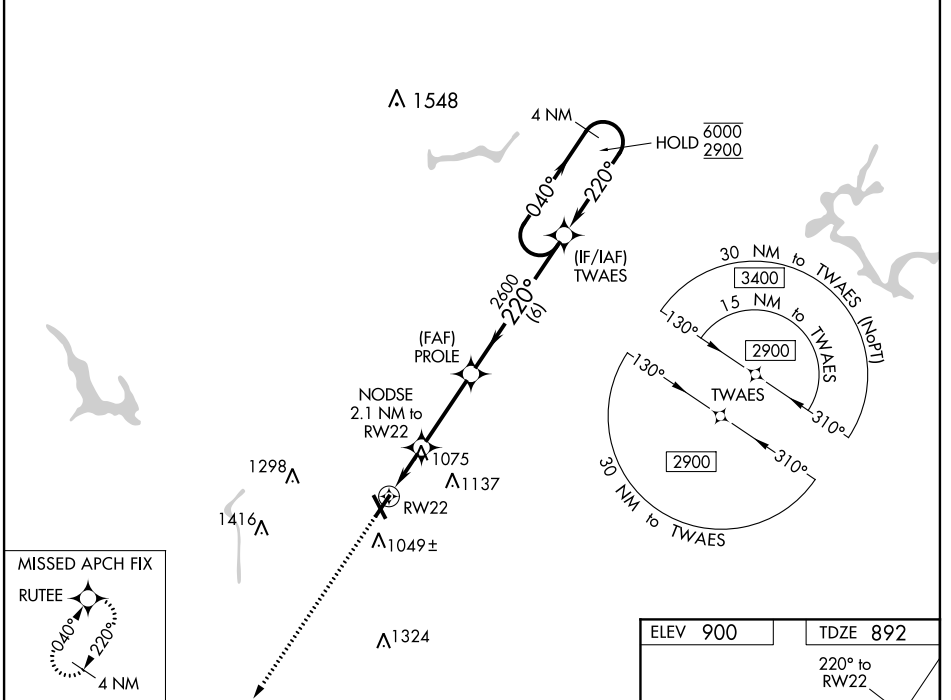 1548
4 NM
HOLD 6000
2900
040°
220°
(IF/IAF)
TWAES
2600
220°
(6)
(FAF)
PROLE
NODSE
2.1 NM to
RW22
1075
1298
1137
RW22
1416
1049±
1324
30 NM to TWAES (NoPT)
3400
15 NM to TWAES
130°
2900
310°
TWAES
130°
310°
2900
30 NM to TWAES
MISSED APCH FIX
RUTEE
040°
220°
4 NM
ELEV 900
TDZE 892
220° to
RW22